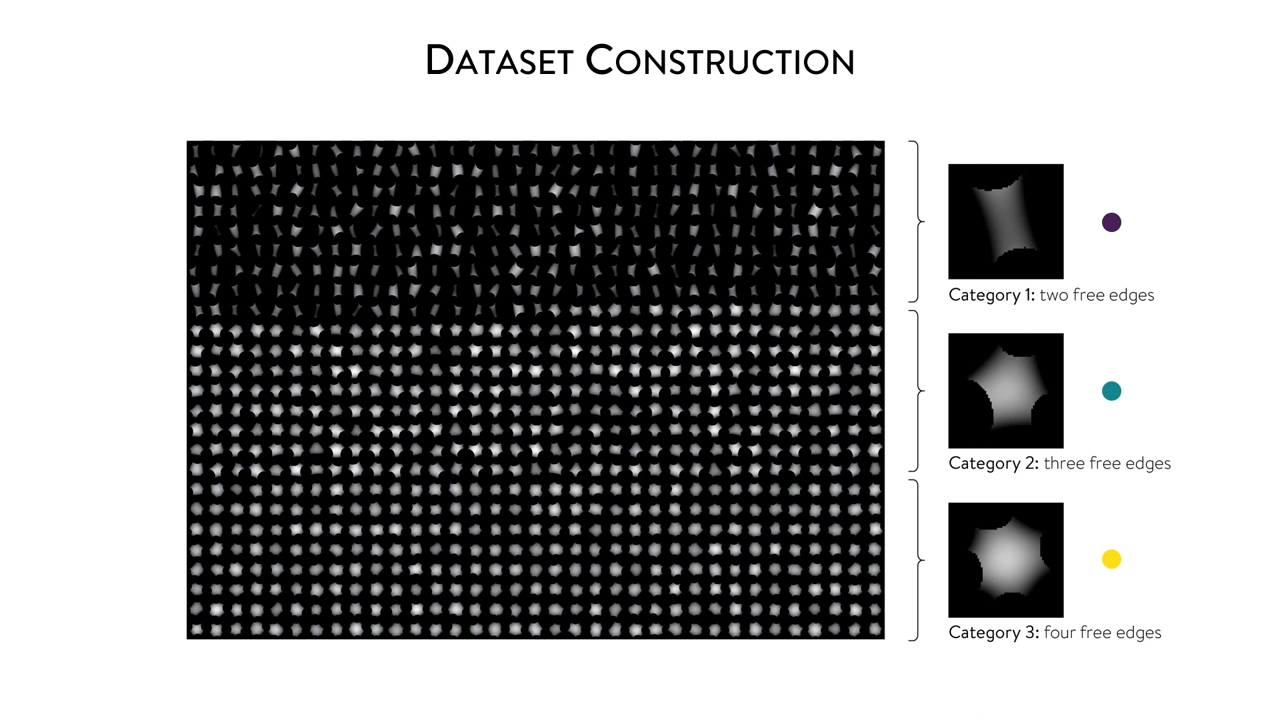 DATASET CONSTRUCTION
Category 1: two free edges
Category 2: three free edges
Category 3: four free edges